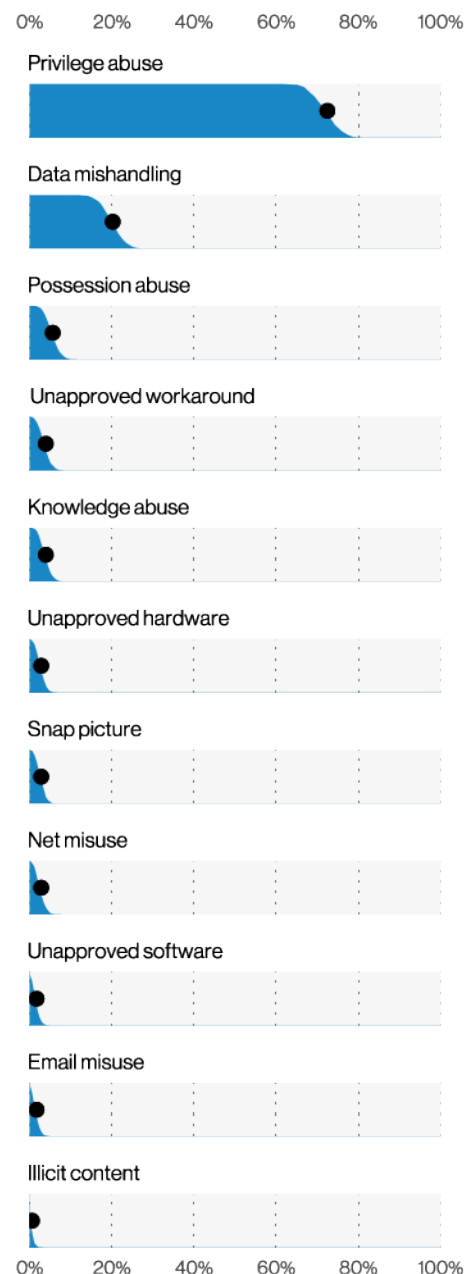 0% 20% 40% 60% 80% 100%
Privilege abuse
Data mishandling
Possession abuse
Unapproved workaround
Knowledge abuse
Unapproved hardware
Snap picture
Net misuse
Unapproved software
Email misuse
Illicit content
0% 20% 40% 60% 80% 100%